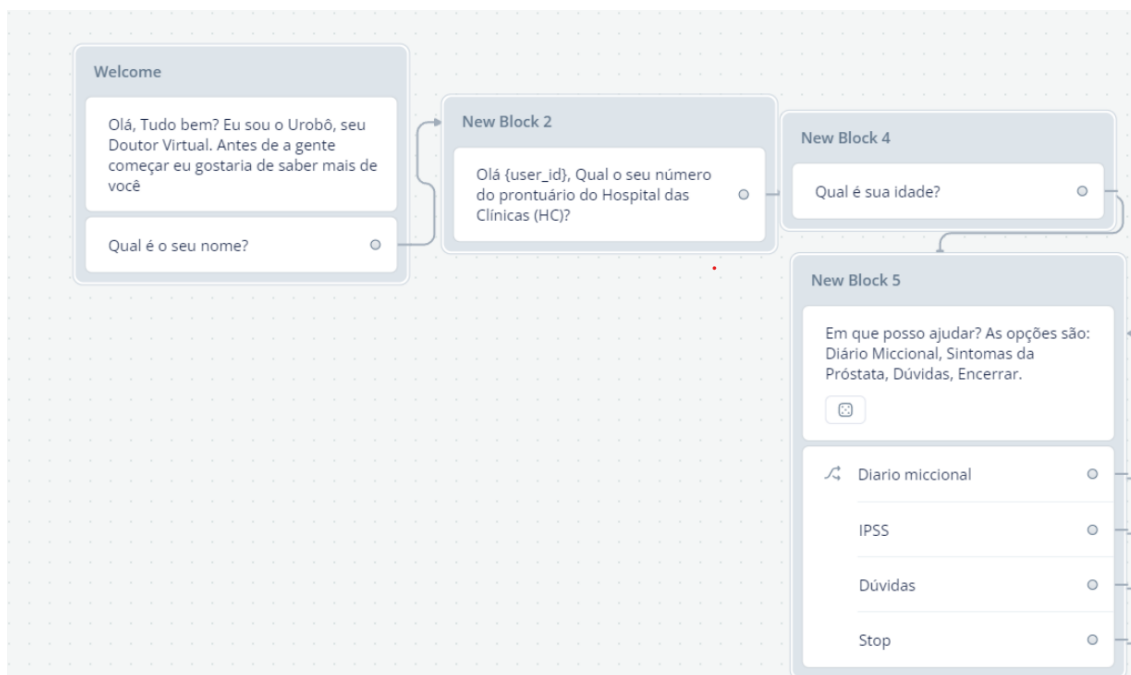 Welcome
Olá, Tudo bem? Eu sou o Urobô, seu
Doutor Virtual. Antes de a gente
começar eu gostaria de saber mais de
você
Qual é o seu nome?
New Block 2
Olá {user_id}, Qual o seu número
do prontuário do Hospital das
Clínicas (HC)?
New Block 4
Qual é sua idade?
New Block 5
Em que posso ajudar? As opções são:
Diário Miccional, Sintomas da
Próstata, Dúvidas, Encerrar.
Diario miccional
IPSS
Dúvidas
Stop